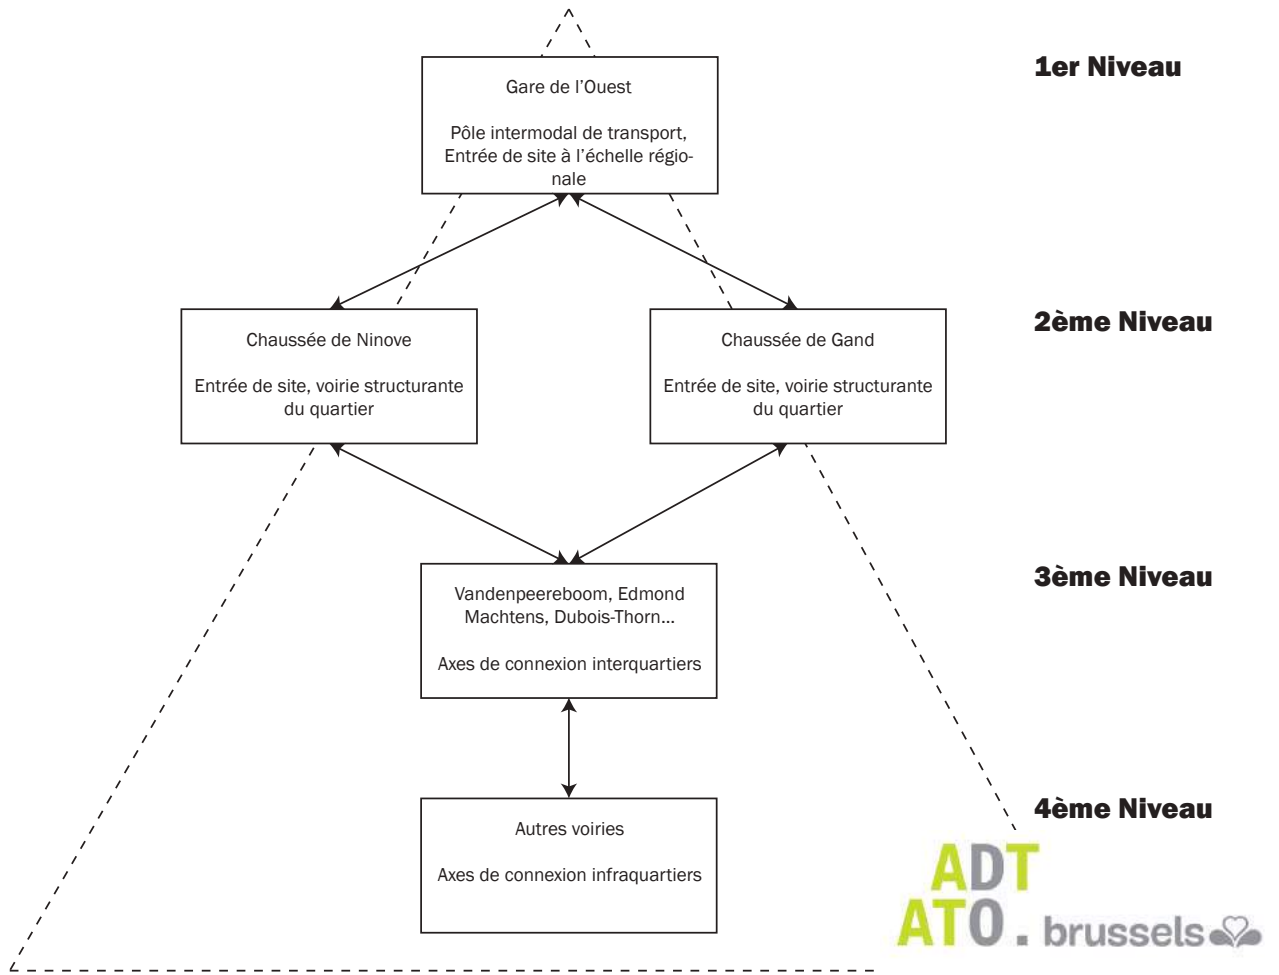 1er Niveau
Gare de l’Ouest
Pôle intermodal de transport,
Entrée de site à l’échelle régio-
nale
2ème Niveau
Chaussée de Ninove
Entrée de site, voirie structurante
du quartier
Chaussée de Gand
Entrée de site, voirie structurante
du quartier
3ème Niveau
Vandenpeereboom, Edmond
Machtens, Dubois-Thorn...
Axes de connexion interquartiers
4ème Niveau
Autres voiries
Axes de connexion infraquartiers
ADT
ATO. brussels